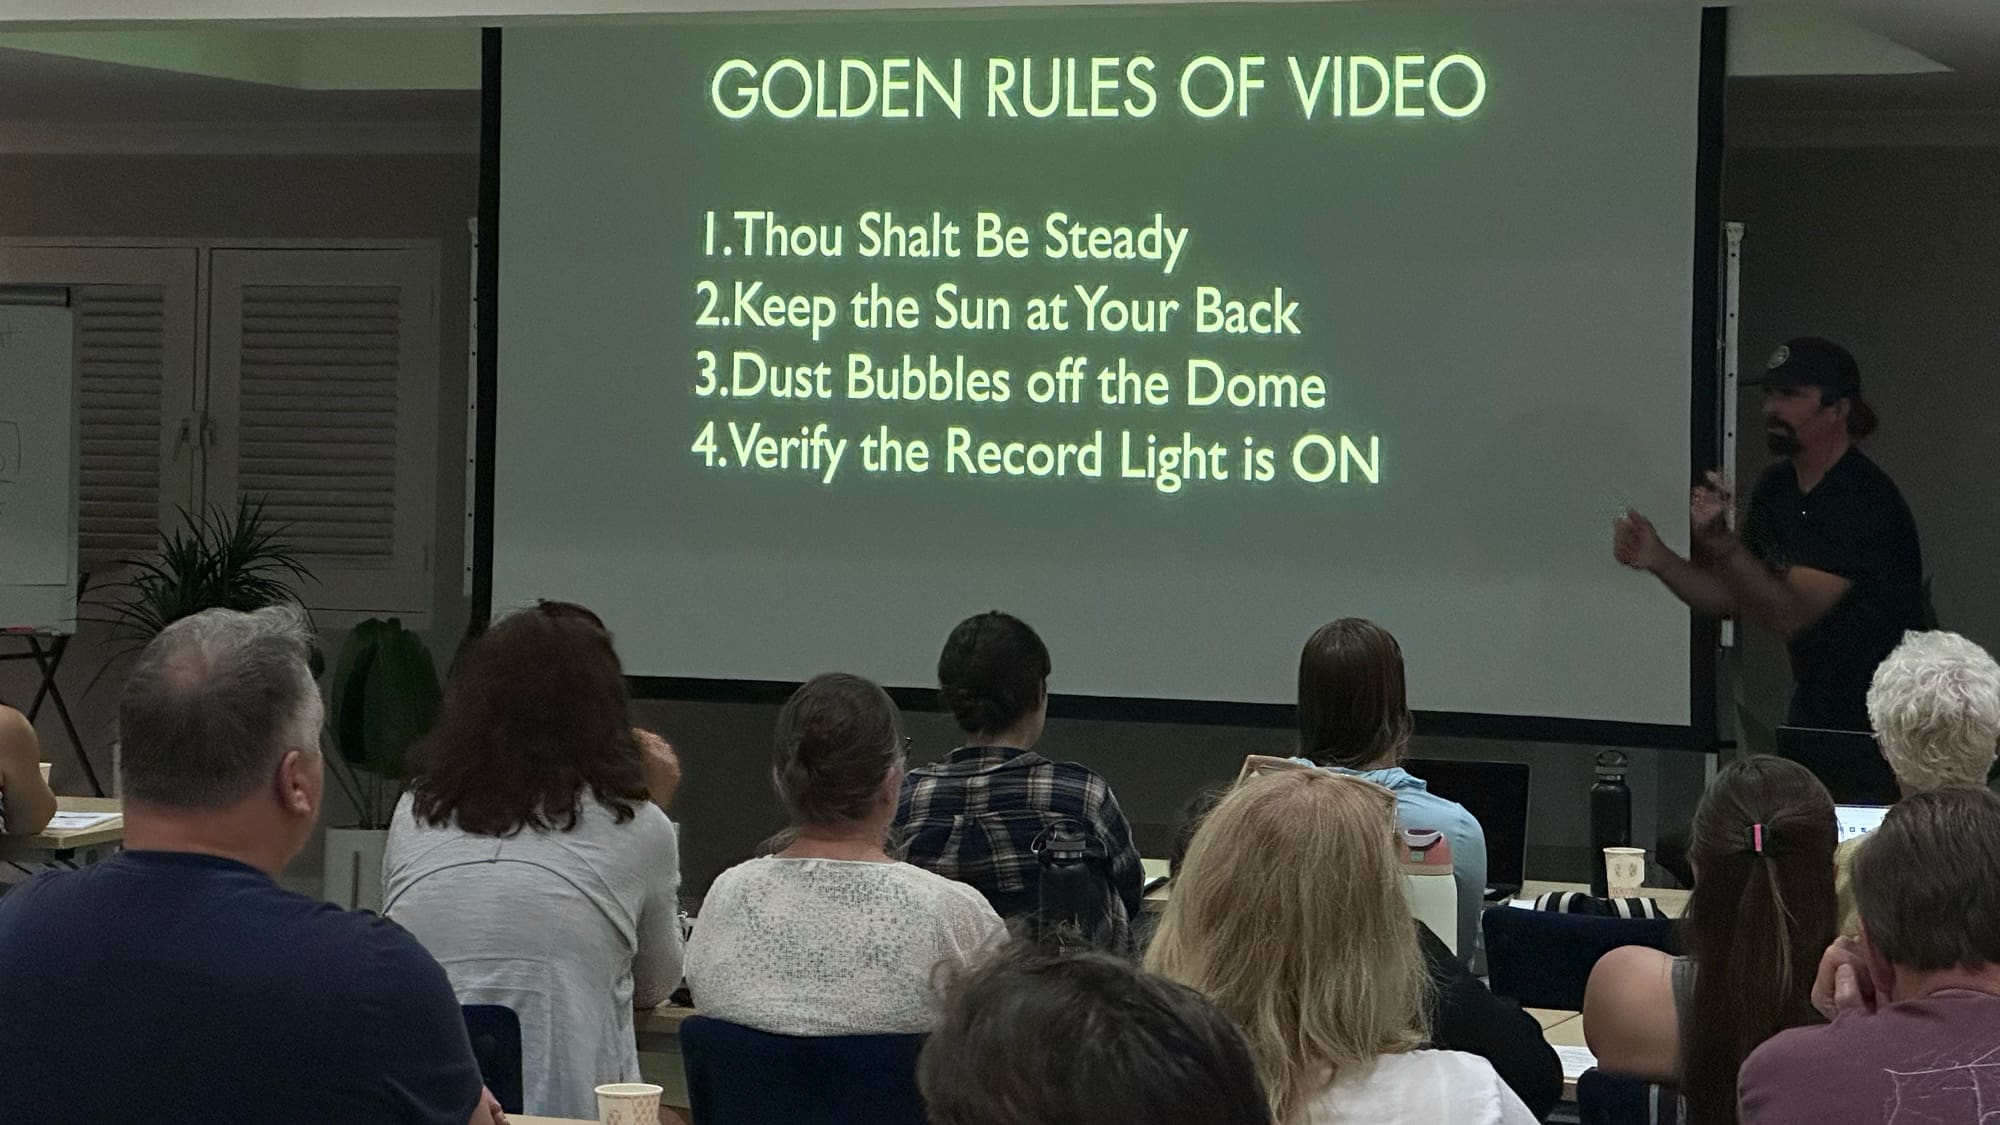 GOLDEN RULES OF VIDEO
1.Thou Shalt Be Steady
2.Keep the Sun at Your Back
3.Dust Bubbles off the Dome
4.Verify the Record Light is ON